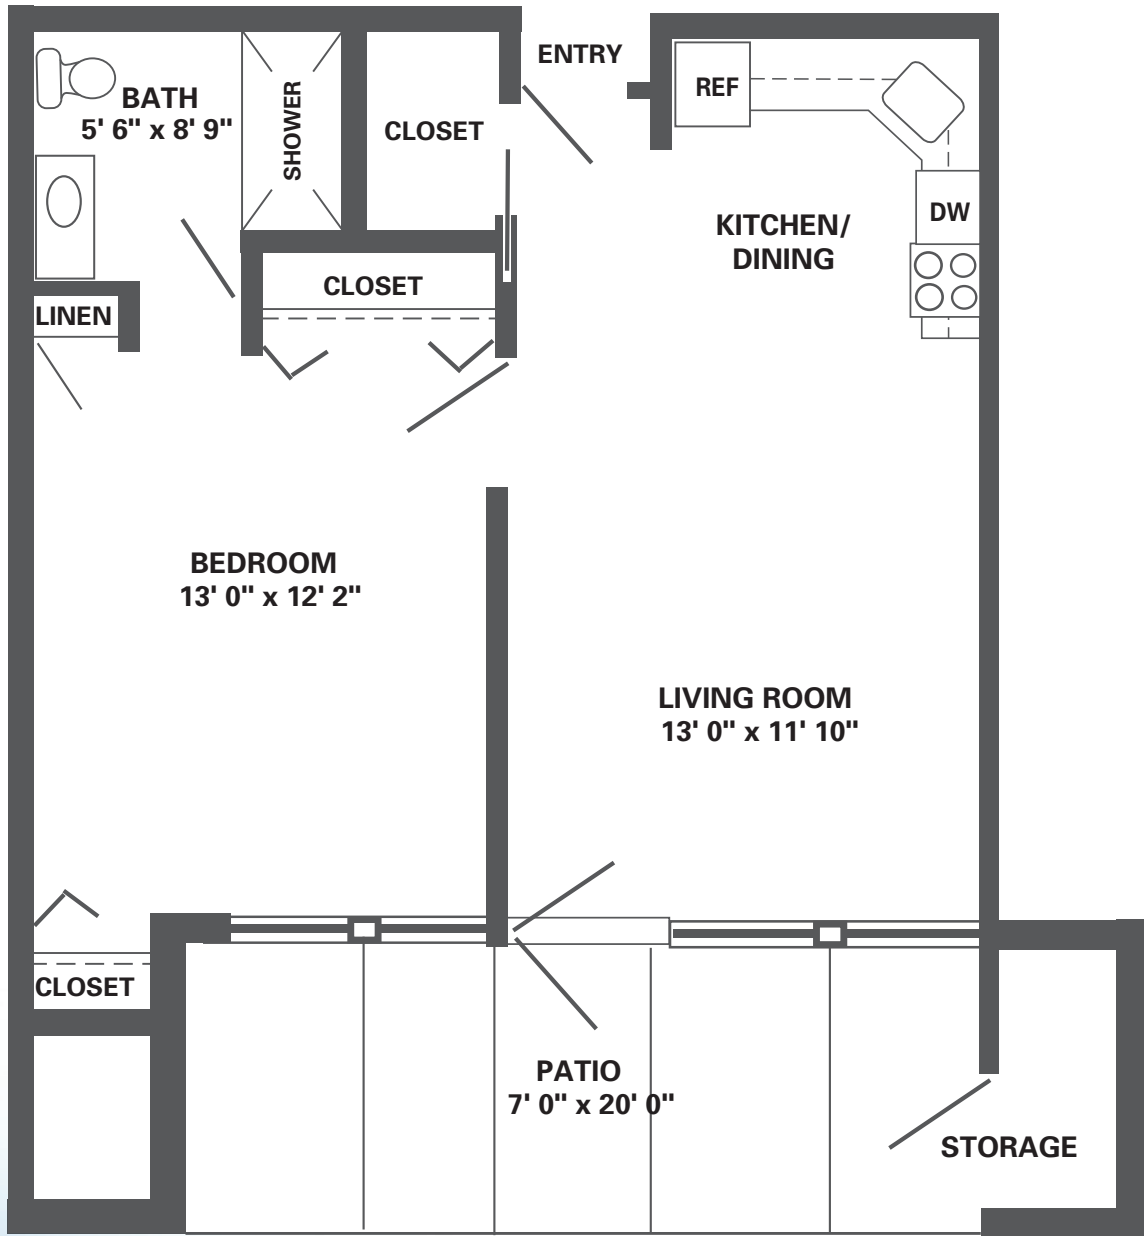 ENTRY
REF
BATH
5' 6" x 8' 9"
SHOWER
CLOSET
DW
KITCHEN/
DINING
CLOSET
LINEN
BEDROOM
13' 0" x 12' 2"
LIVING ROOM
13' 0" x 11' 10"
CLOSET
PATIO
7' 0" x 20' 0"
STORAGE